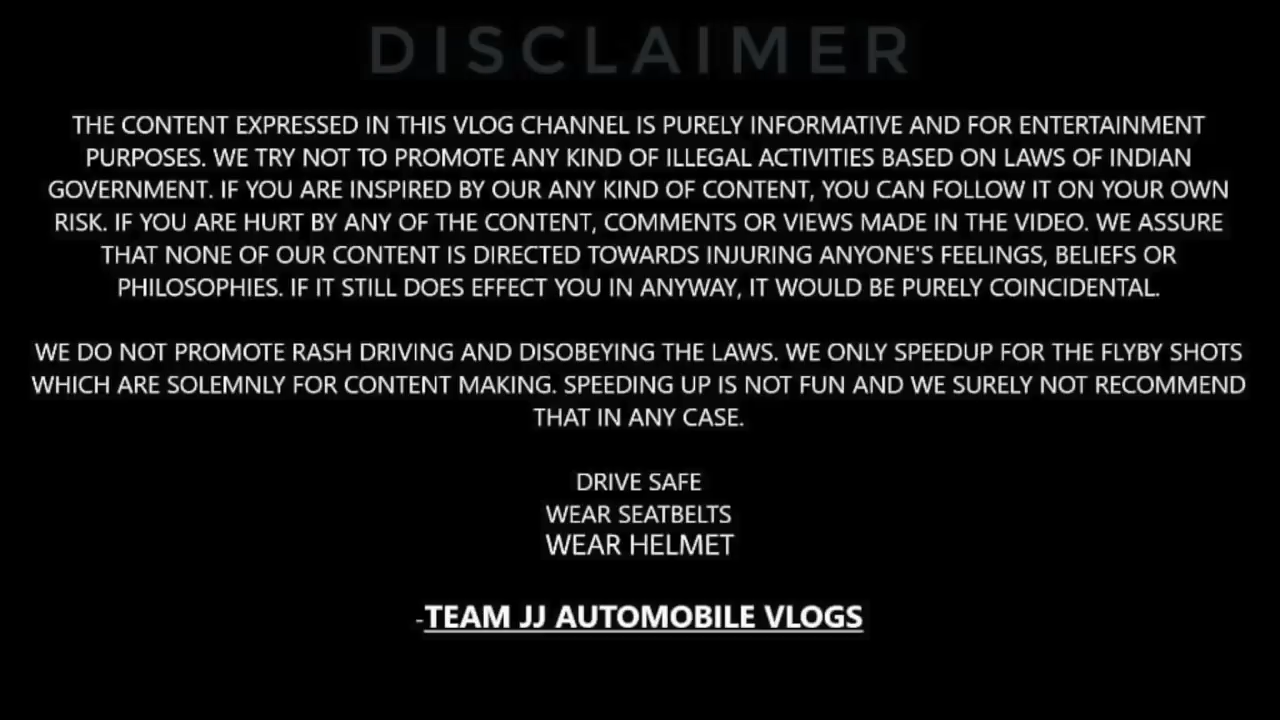 DISCLAIMER
THE CONTENT EXPRESSED IN THIS VLOG CHANNEL IS PURELY INFORMATIVE AND FOR ENTERTAINMENT
PURPOSES. WE TRY NOT TO PROMOTE ANY KIND OF ILLEGAL ACTIVITIES BASED ON LAWS OF INDIAN
GOVERNMENT. IF YOU ARE INSPIRED BY OUR ANY KIND OF CONTENT, YOU CAN FOLLOW IT ON YOUR OWN
RISK. IF YOU ARE HURT BY ANY OF THE CONTENT, COMMENTS OR VIEWS MADE IN THE VIDEO. WE ASSURE
THAT NONE OF OUR CONTENT IS DIRECTED TOWARDS INJURING ANYONE'S FEELINGS, BELIEFS OR
PHILOSOPHIES. IF IT STILL DOES EFFECT YOU IN ANYWAY, IT WOULD BE PURELY COINCIDENTAL.
WE DO NOT PROMOTE RASH DRIVING AND DISOBEYING THE LAWS. WE ONLY SPEEDUP FOR THE FLYBY SHOTS
WHICH ARE SOLEMNLY FOR CONTENT MAKING. SPEEDING UP IS NOT FUN AND WE SURELY NOT RECOMMEND
THAT IN ANY CASE.
DRIVE SAFE
WEAR SEATBELTS
WEAR HELMET
-TEAM JJ AUTOMOBILE VLOGS